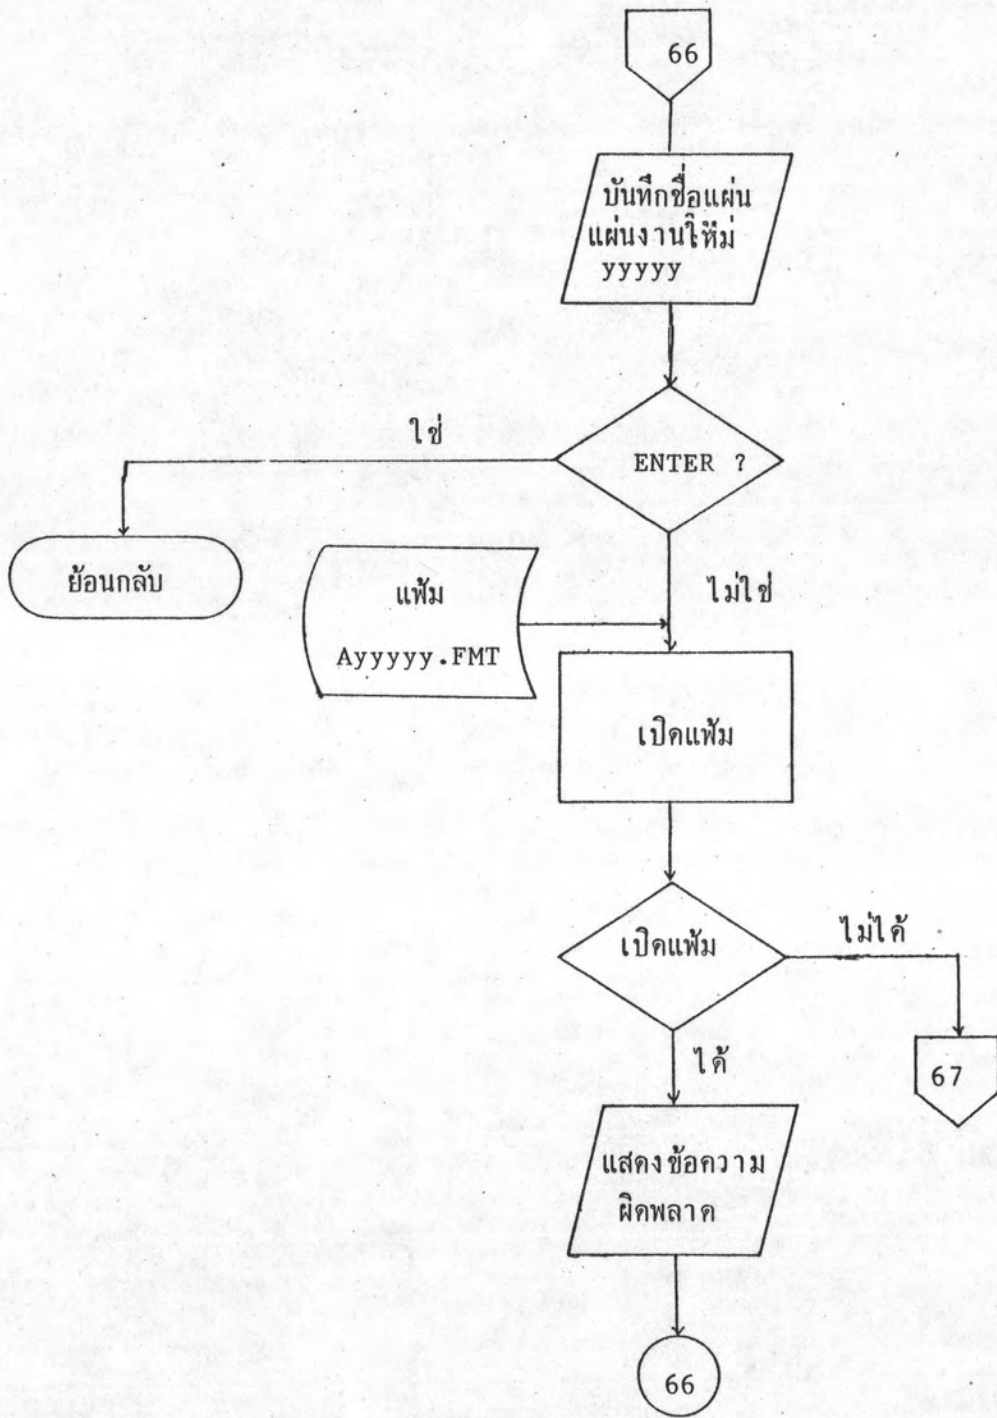 66
บันทึกชื่อแผ่น
แผ่นงานให้ม่
yyyyy
ใช่
ENTER ?
ย้อนกลับ
แฟ้ม
Ayyyyy.FMT
ไม่ใช่
เปิดแฟ้ม
เปิดแฟ้ม
ไม่ได้
ได้
67
แสดงข้อความ
ผิดพลาด
66